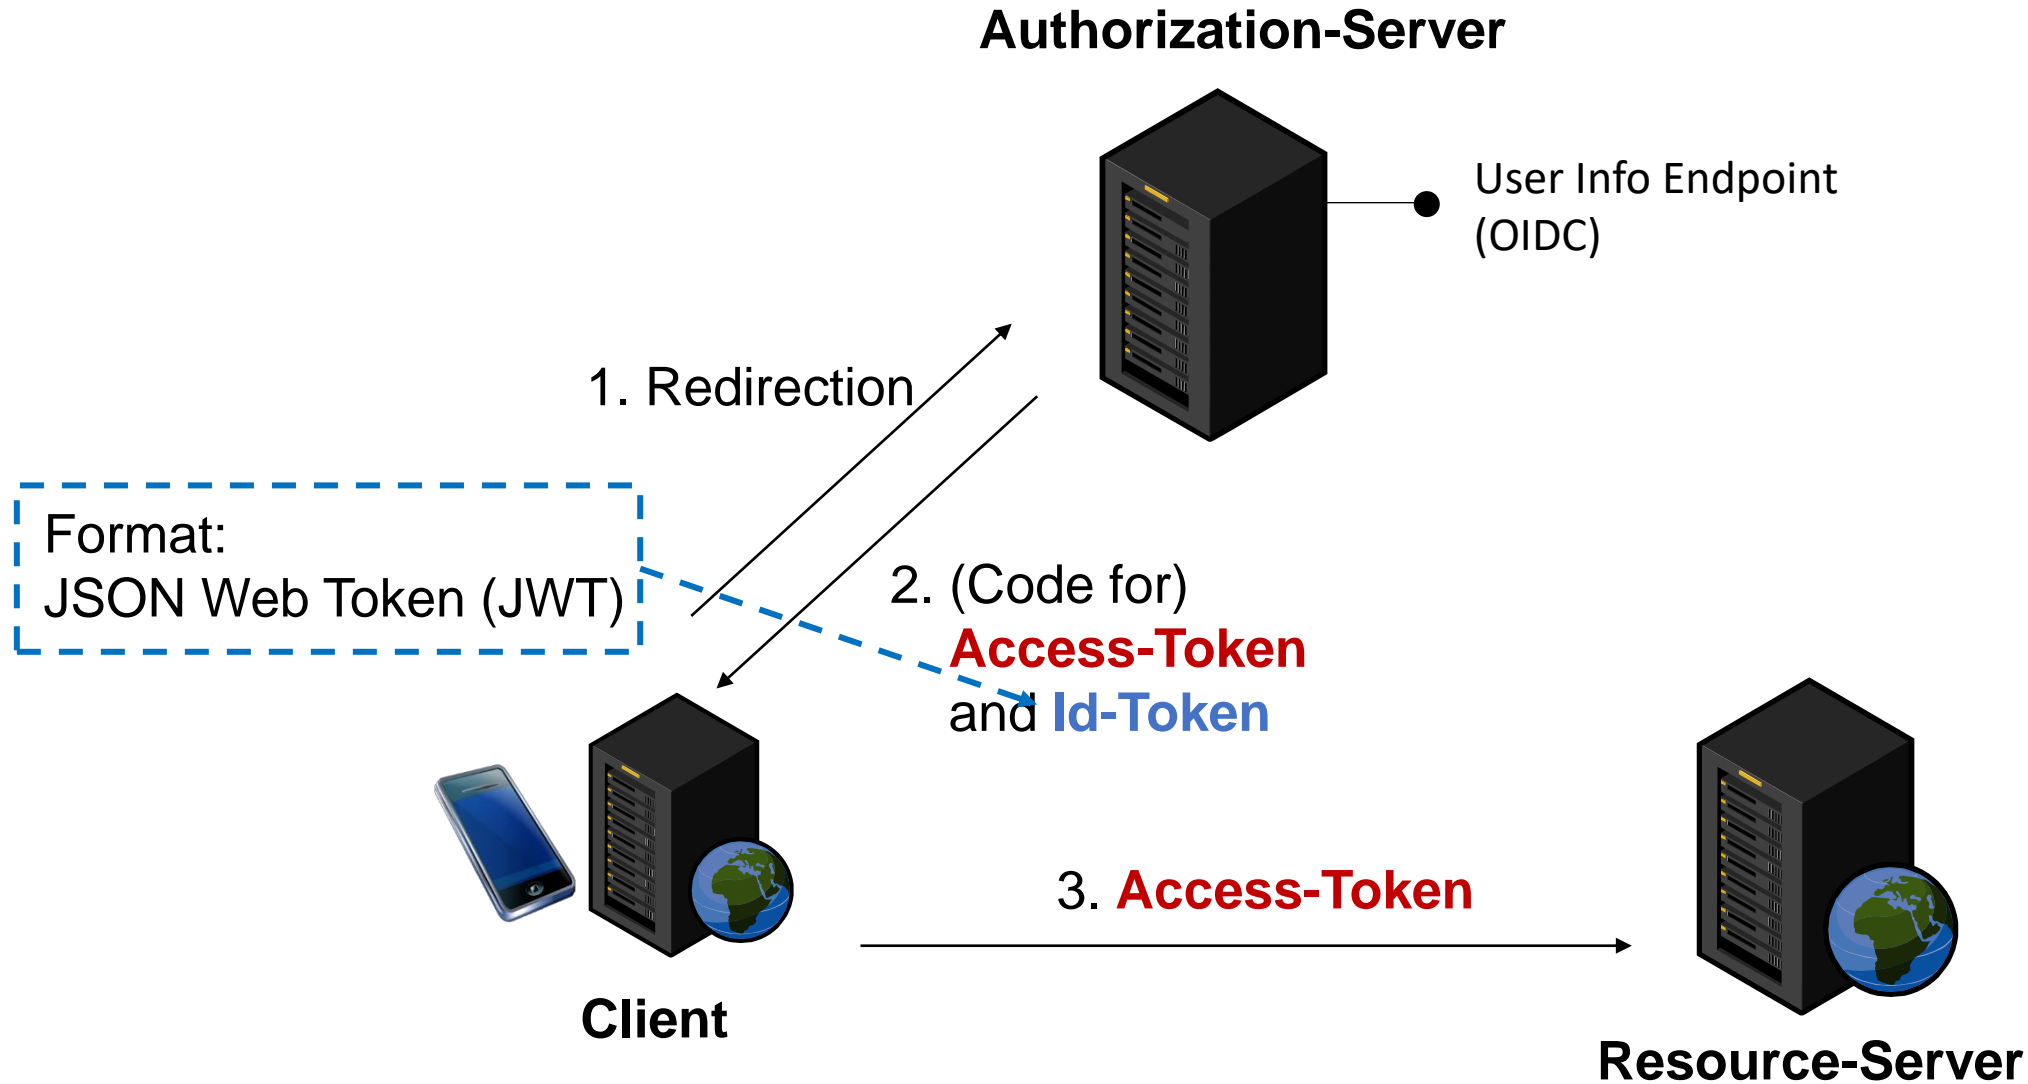 Authorization-Server
User Info Endpoint
(OIDC)
1. Redirection
Format:
JSON Web Token (JWT)
2. (Code for)
Access-Token
and Id-Token
3. Access-Token
Client
Resource-Server